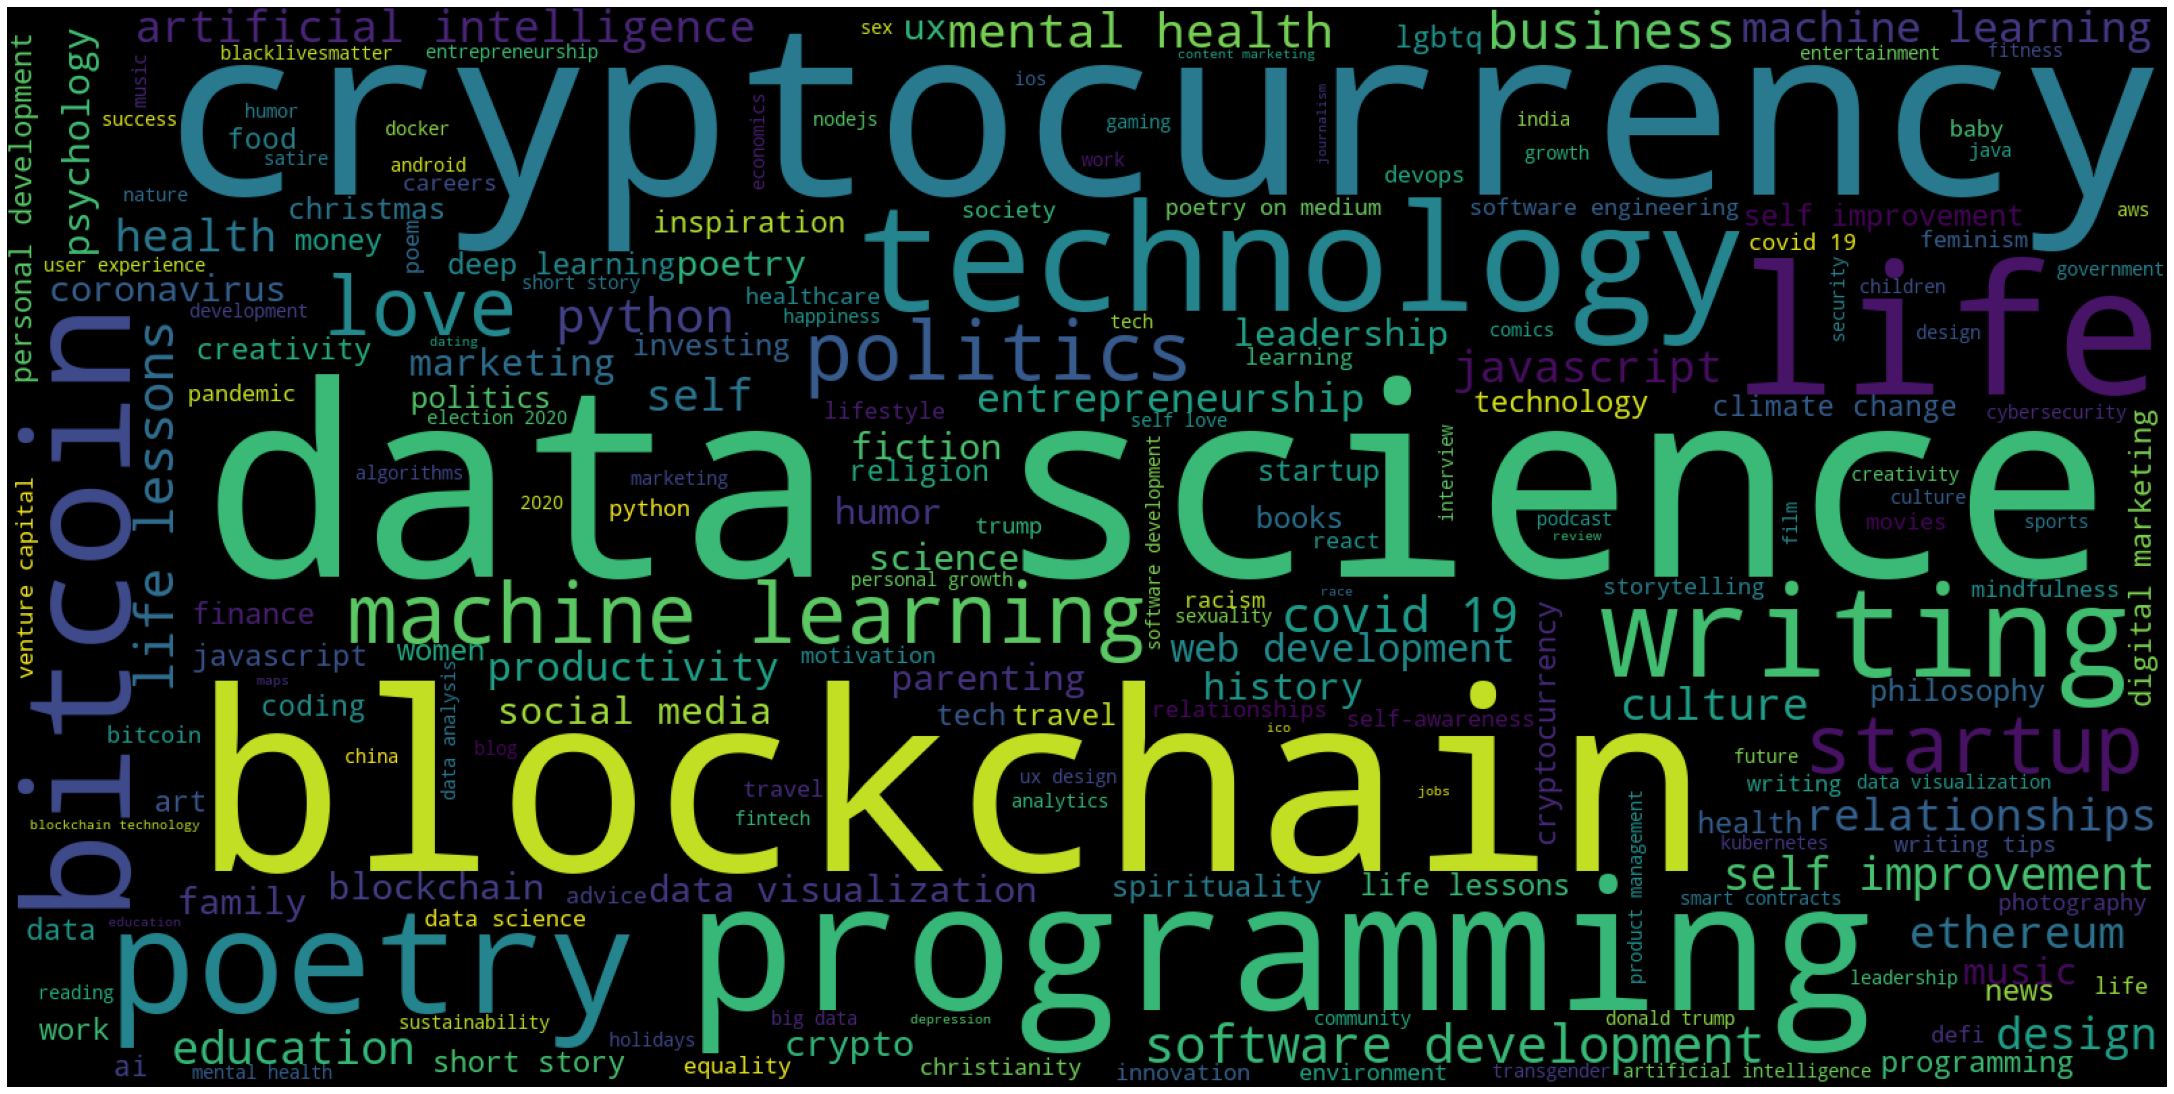 artificial intelligence
sex
ux
mental health
lgbtq
business
machine learning
blacklivesmatter
entrepreneurship
content marketing
entertainment
fitness
personal development
psychology
music
cryptocurrency
ios
success
humor
food
satire
docker
android
careers
economics
nodejs
gaming
work
journalism
india
growth
baby
java
devops
nature
christmas
health
money
poem
inspiration
society
poetry on medium
software engineering
self improvement
aws
technology
covid 19
feminism
user experience
coronavirus
deep learning
poetry
short story
government
children
security
life
development
love
python
healthcare
happiness
tech
leadership
comics
design
creativity
dating
marketing
investing
politics
learning
javascript
bitcoin
life lessons
pandemic
politics
self
entrepreneurship
technology
climate change
cybersecurity
election 2020
lifestyle
self love
digital marketing
data science
fiction
religion
software development
startup
interview
algorithms
marketing
creativity
culture
venture capital
2020
python
humor
trump
books
react
podcast
review
film
movies
sports
science
personal growth
machine learning
finance
racism
sexuality
race
covid 19
storytelling
mindfulness
writing
javascript
women
productivity
motivation
web development
cryptocurrency
maps
data analysis
parenting
history
philosophy
coding
social media
tech
travel
relationships
self-awareness
culture
bitcoin
blockchain
china
blog
ico
startup
future
ux design
travel
analytics
jobs
writing
data visualization
art
fintech
product management
blockchain technology
health
relationships
kubernetes
writing tips
family
blockchain
advice
data visualization
spirituality
life lessons
self improvement
smart contracts
photography
data
education
data science
poetry
programming
ethereum
reading
leadership
music
news
life
work
sustainability
holidays
big data
depression
community
donald trump
defi
design
education
short story
crypto
software development
programming
ai
mental health
equality
christianity
innovation
environment
transgender
artificial intelligence